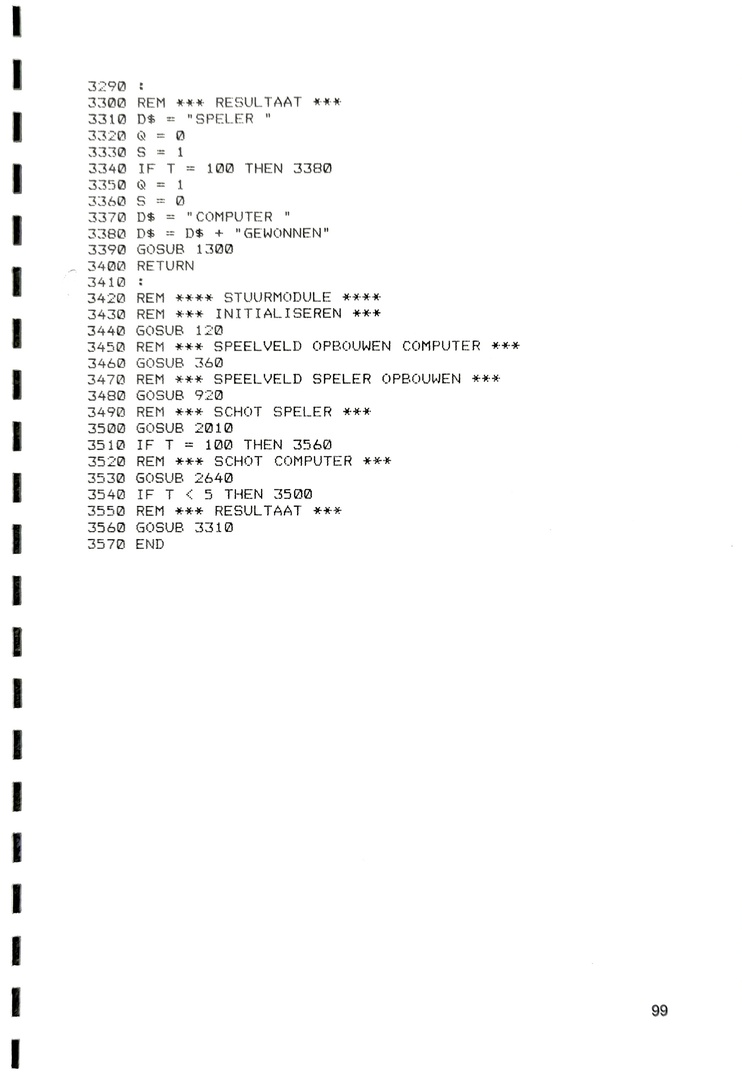 3290 :
3300 REM *** RESULTAAT ***
3310 D$ = "SPELER "
3320 Q = 0
3330 S = 1
3340 IF T = 100 THEN 3380
3350 Q = 1
3360 S = 0
3370 D$ = "COMPUTER "
3380 D$ = D$ + "GEWONNEN"
3390 GOSUB 1300
3400 RETURN
3410 :
3420 REM **** STUURMODULE ****
3430 REM *** INITIALISEREN ***
3440 GOSUB 120
3450 REM *** SPEELVELD OPBOUWEN COMPUTER ***
3460 GOSUB 360
3470 REM *** SPEELVELD SPELER OPBOUWEN ***
3480 GOSUB 920
3490 REM *** SCHOT SPELER ***
3500 GOSUB 2010
3510 IF T = 100 THEN 3560
3520 REM *** SCHOT COMPUTER ***
3530 GOSUB 2640
3540 IF T < 5 THEN 3500
3550 REM *** RESULTAAT ***
3560 GOSUB 3310
3570 END
99